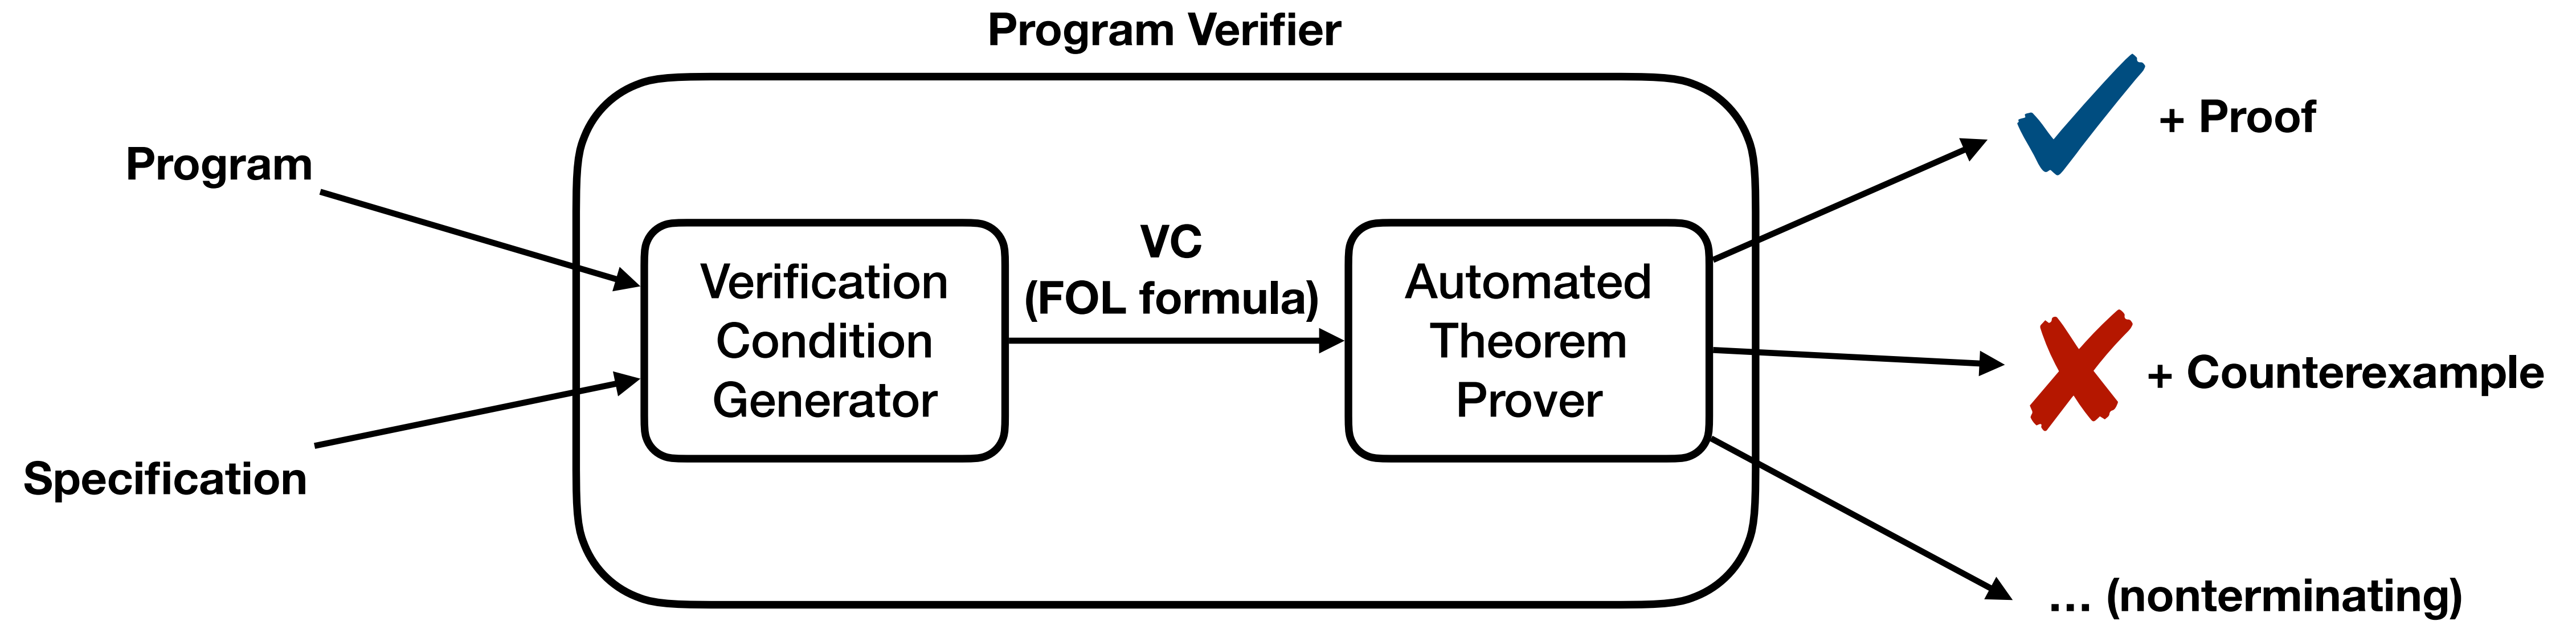 Program Verifier
Program
Specification
Verification
Condition
Generator
VC
(FOL formula)
Automated
Theorem
Prover
+ Proof
+ Counterexample
... (nonterminating)